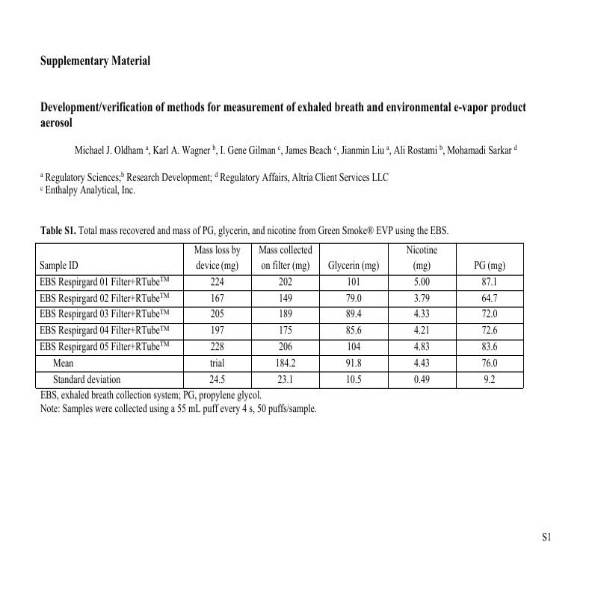 Supplementary Material
Development/verification of methods for measurement of exhaled breath and environmental e-vapor product
aerosol
Michael J. Oldham ᵃ, Karl A. Wagner ᵇ, I. Gene Gilman ᶜ, James Beach ᶜ, Jianmin Liu ᵃ, Ali Rostami ᵇ, Mohamadi Sarkar ᵈ
ᵃ Regulatory Sciences;ᵇ Research Development; ᵈ Regulatory Affairs, Altria Client Services LLC
ᶜ Enthalpy Analytical, Inc.
Table S1. Total mass recovered and mass of PG, glycerin, and nicotine from Green Smoke® EVP using the EBS.
Mass loss by Mass collected Nicotine
Sample ID device (mg) on filter (mg) Glycerin (mg) (mg) PG (mg)
EBS Respirgard 01 Filter+RTube™ 224 202 101 5.00 87.1
EBS Respirgard 02 Filter+RTube™ 167 149 79.0 3.79 64.7
EBS Respirgard 03 Filter+RTube™ 205 189 89.4 4.33 72.0
EBS Respirgard 04 Filter+RTube™ 197 175 85.6 4.21 72.6
EBS Respirgard 05 Filter+RTube™ 228 206 104 4.83 83.6
Mean trial 184.2 91.8 4.43 76.0
Standard deviation 24.5 23.1 10.5 0.49 9.2
EBS, exhaled breath collection system; PG, propylene glycol.
Note: Samples were collected using a 55 mL puff every 4 s, 50 puffs/sample.
S1